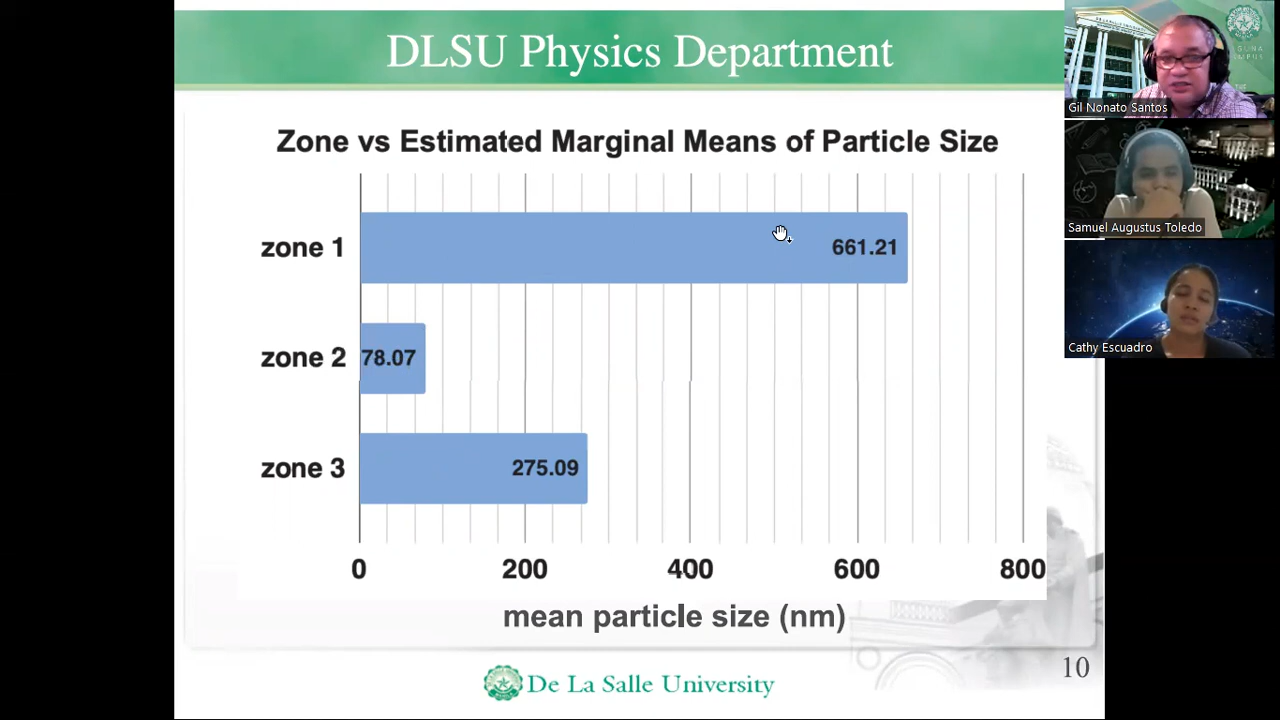 DLSU Physics Department
Zone vs Estimated Marginal Means of Particle Size
zone 1
661.21
zone 2
78.07
zone 3
275.09
0 200 400 600 800
mean particle size (nm)
De La Salle University
10
Gil Nonato Santos
Samuel Augustus Toledo
Cathy Escuadro